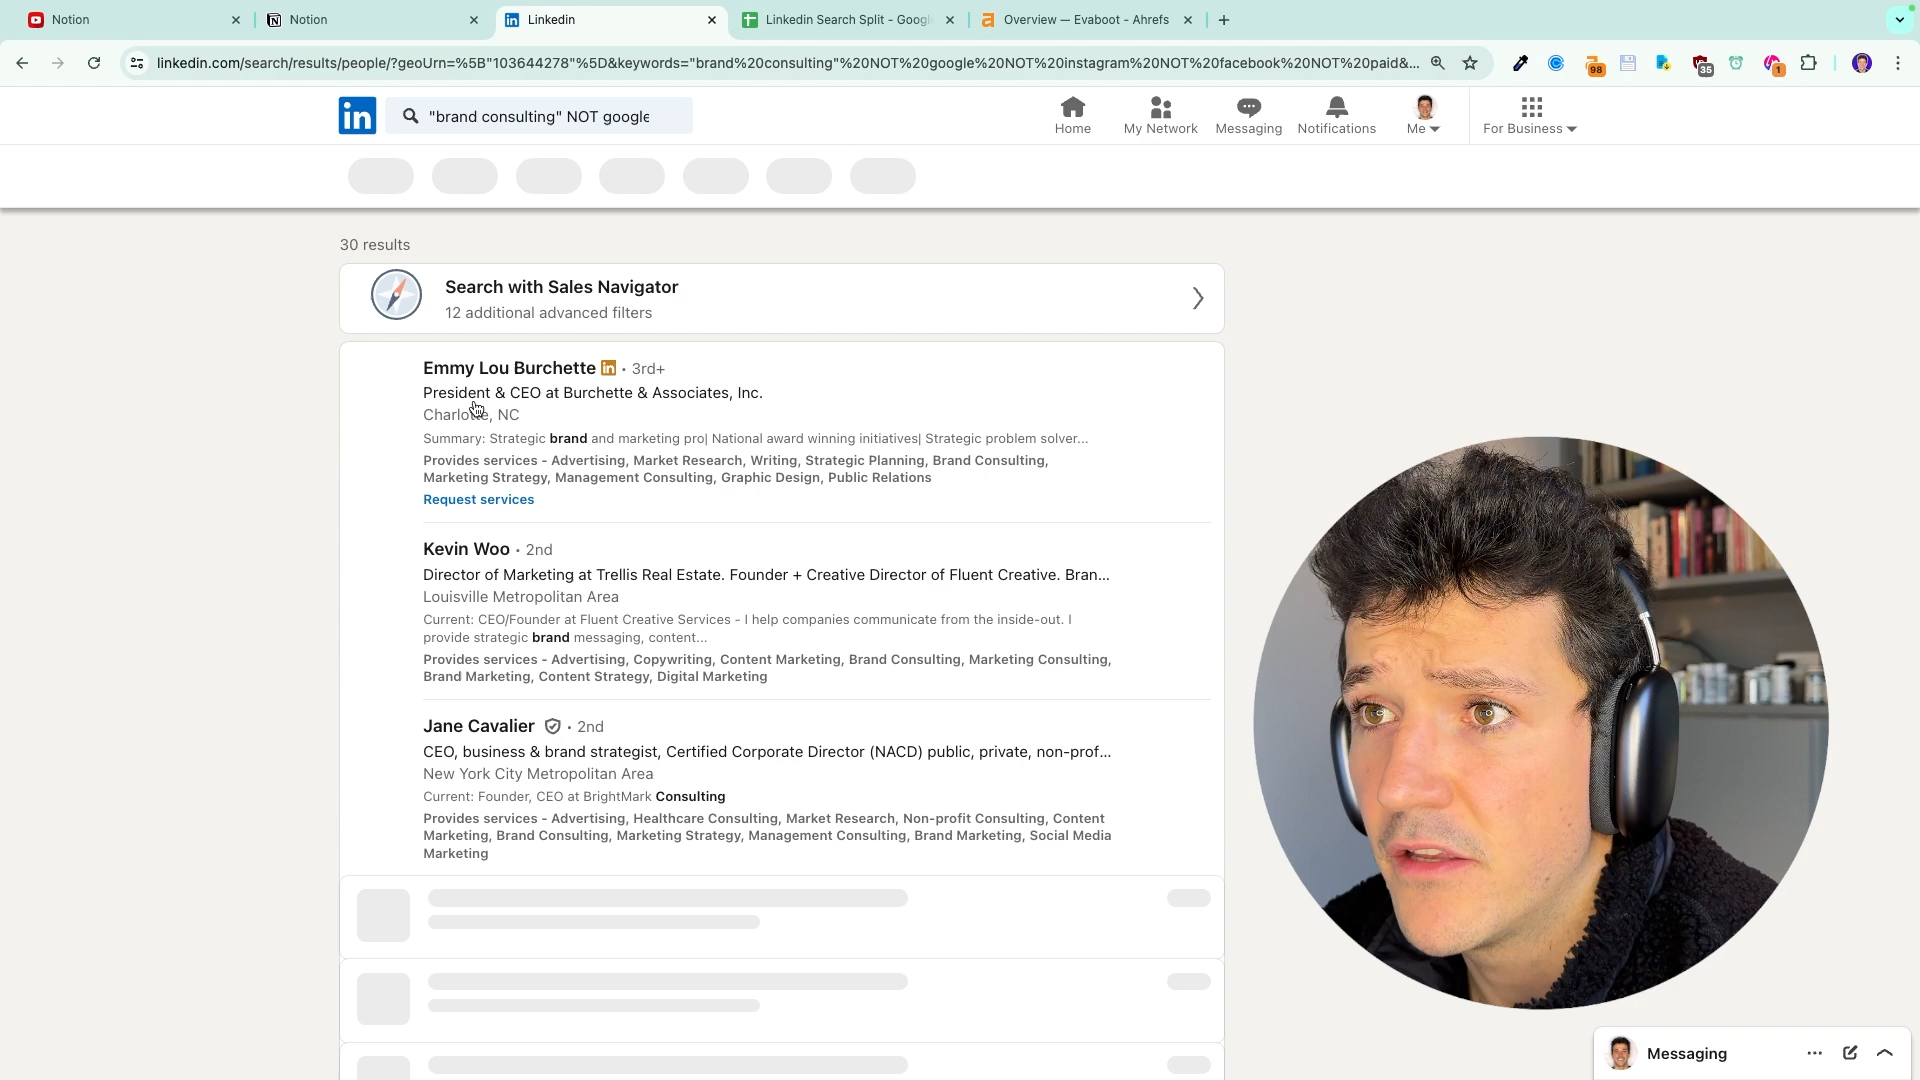 Notion
Notion
Linkedin
Linkedin Search Split - Googl
Overview — Evaboot - Ahrefs
linkedin.com/search/results/people/?geoUrn=%5B"103644278"%5D&keywords="brand%20consulting"%20NOT%20google%20NOT%20instagram%20NOT%20facebook%20NOT%20paid&...
98
35
1
in
"brand consulting" NOT google
Home
My Network
Messaging
Notifications
Me
For Business
30 results
Search with Sales Navigator
12 additional advanced filters
Emmy Lou Burchette in • 3rd+
President & CEO at Burchette & Associates, Inc.
Charlotte, NC
Summary: Strategic brand and marketing pro| National award winning initiatives| Strategic problem solver...
Provides services - Advertising, Market Research, Writing, Strategic Planning, Brand Consulting,
Marketing Strategy, Management Consulting, Graphic Design, Public Relations
Request services
Kevin Woo • 2nd
Director of Marketing at Trellis Real Estate. Founder + Creative Director of Fluent Creative. Bran...
Louisville Metropolitan Area
Current: CEO/Founder at Fluent Creative Services - I help companies communicate from the inside-out. I
provide strategic brand messaging, content...
Provides services - Advertising, Copywriting, Content Marketing, Brand Consulting, Marketing Consulting,
Brand Marketing, Content Strategy, Digital Marketing
Jane Cavalier • 2nd
CEO, business & brand strategist, Certified Corporate Director (NACD) public, private, non-prof...
New York City Metropolitan Area
Current: Founder, CEO at BrightMark Consulting
Provides services - Advertising, Healthcare Consulting, Market Research, Non-profit Consulting, Content
Marketing, Brand Consulting, Marketing Strategy, Management Consulting, Brand Marketing, Social Media
Marketing
Messaging